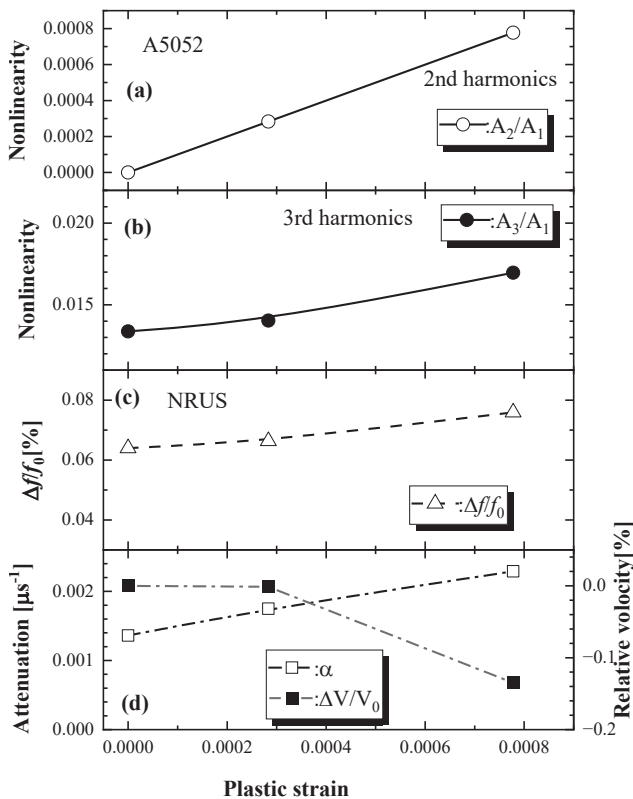 0.0008
A5052
0.0006
2nd harmonics
0.0004
(a)
:A₂/A₁
0.0002
0.0000
Nonlinearity
3rd harmonics
:A₃/A₁
0.020
(b)
0.015
Nonlinearity
(c)
NRUS
0.08
0.06
0.04
Δf/f₀[%]
:Δf/f₀
0.002
0.001
0.000
Attenuation [μs⁻¹]
:α
:ΔV/V₀
(d)
0.0
−0.1
−0.2
Relative volocity[%]
0.0000 0.0002 0.0004 0.0006 0.0008
Plastic strain